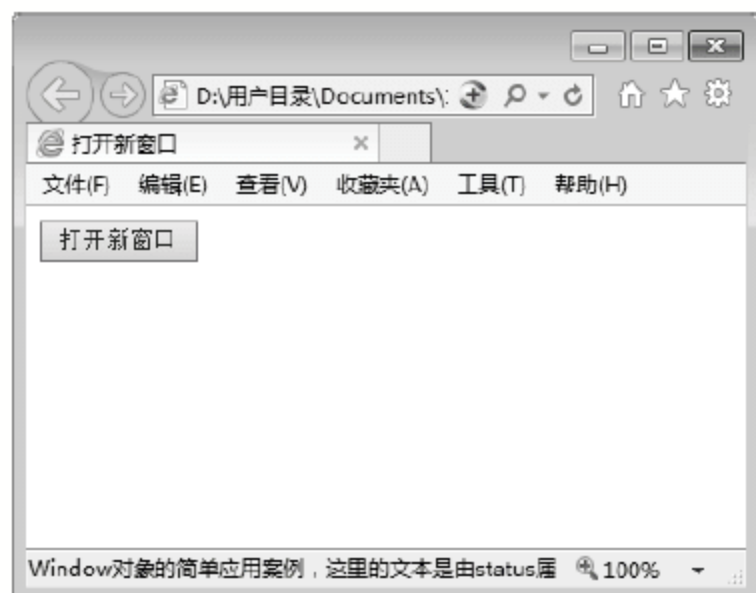 D:\用户目录\Documents\:
打开新窗口
文件(F) 编辑(E) 查看(V) 收藏夹(A) 工具(T) 帮助(H)
打开新窗口
Window对象的简单应用案例，这里的文本是由status属 100%